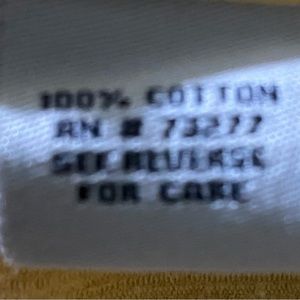 100% COTTON
RN # 73277
SEE REVERSE
FOR CARE